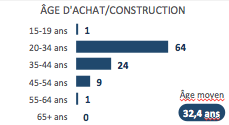 ÂGE D'ACHAT/CONSTRUCTION
15-19 ans 1
20-34 ans 64
35-44 ans 24
45-54 ans 9
55-64 ans 1
65+ ans 0
Âge moyen
32,4 ans